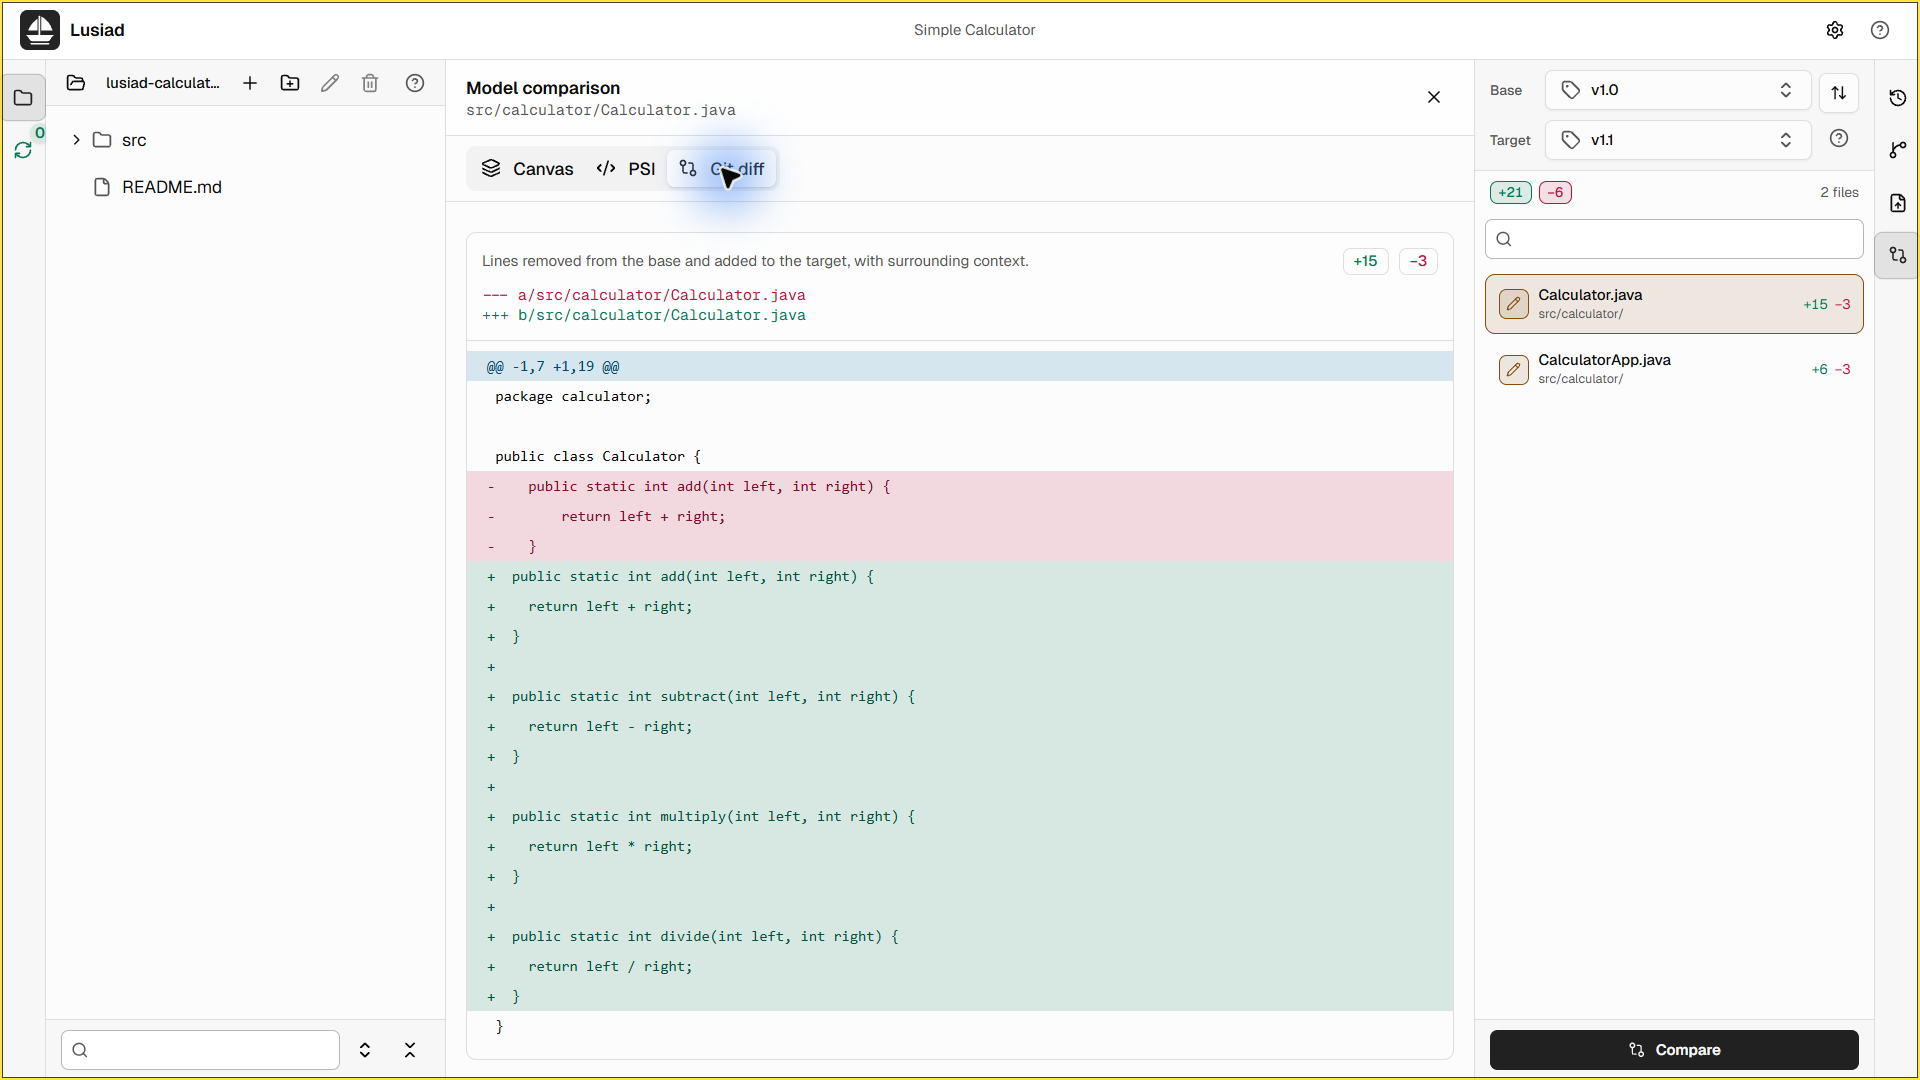 Lusiad
Simple Calculator
lusiad-calculat...
0
src
README.md
Model comparison
src/calculator/Calculator.java
Canvas
PSI
Git diff
Lines removed from the base and added to the target, with surrounding context.
+15
−3
--- a/src/calculator/Calculator.java
+++ b/src/calculator/Calculator.java
@@ -1,7 +1,19 @@
package calculator;
public class Calculator {
-    public static int add(int left, int right) {
-        return left + right;
-    }
+  public static int add(int left, int right) {
+    return left + right;
+  }
+
+  public static int subtract(int left, int right) {
+    return left - right;
+  }
+
+  public static int multiply(int left, int right) {
+    return left * right;
+  }
+
+  public static int divide(int left, int right) {
+    return left / right;
+  }
}
Base
v1.0
Target
v1.1
+21
−6
2 files
Calculator.java
src/calculator/
+15 −3
CalculatorApp.java
src/calculator/
+6 −3
Compare